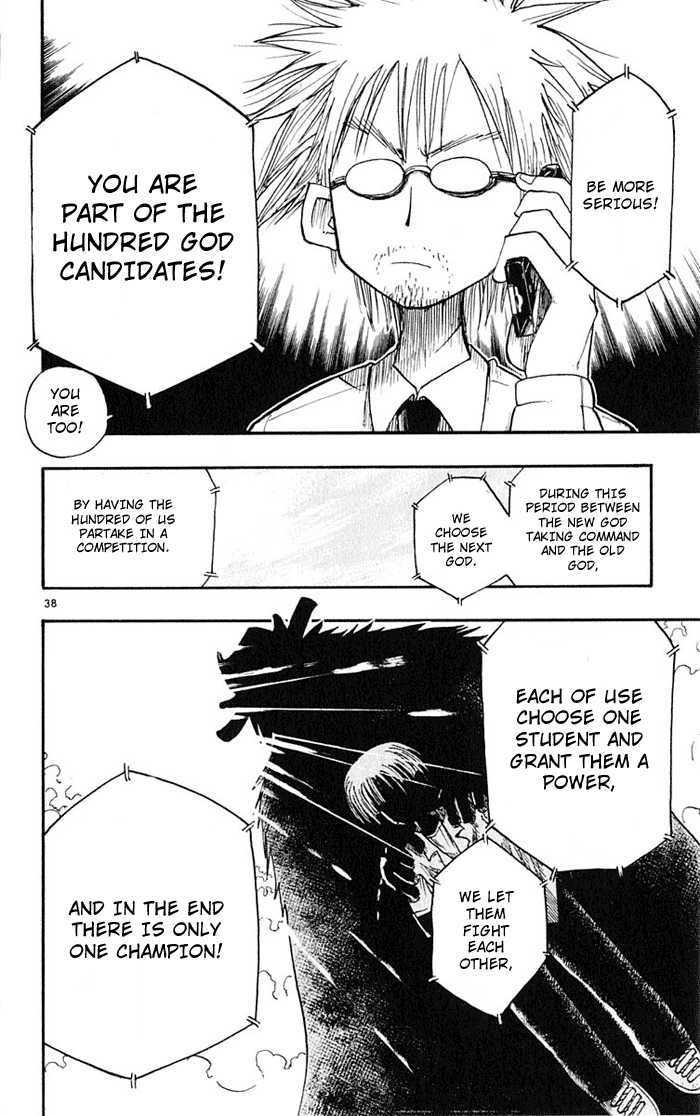 BE MORE
SERIOUS!
YOU ARE
PART OF THE
HUNDRED GOD
CANDIDATES!
YOU
ARE
TOO!
DURING THIS
PERIOD BETWEEN
THE NEW GOD
TAKING COMMAND
AND THE OLD
GOD,
WE
CHOOSE
THE NEXT
GOD.
BY HAVING THE
HUNDRED OF US
PARTAKE IN A
COMPETITION.
38
EACH OF USE
CHOOSE ONE
STUDENT AND
GRANT THEM A
POWER,
WE LET
THEM
FIGHT
EACH
OTHER,
AND IN THE END
THERE IS ONLY
ONE CHAMPION!